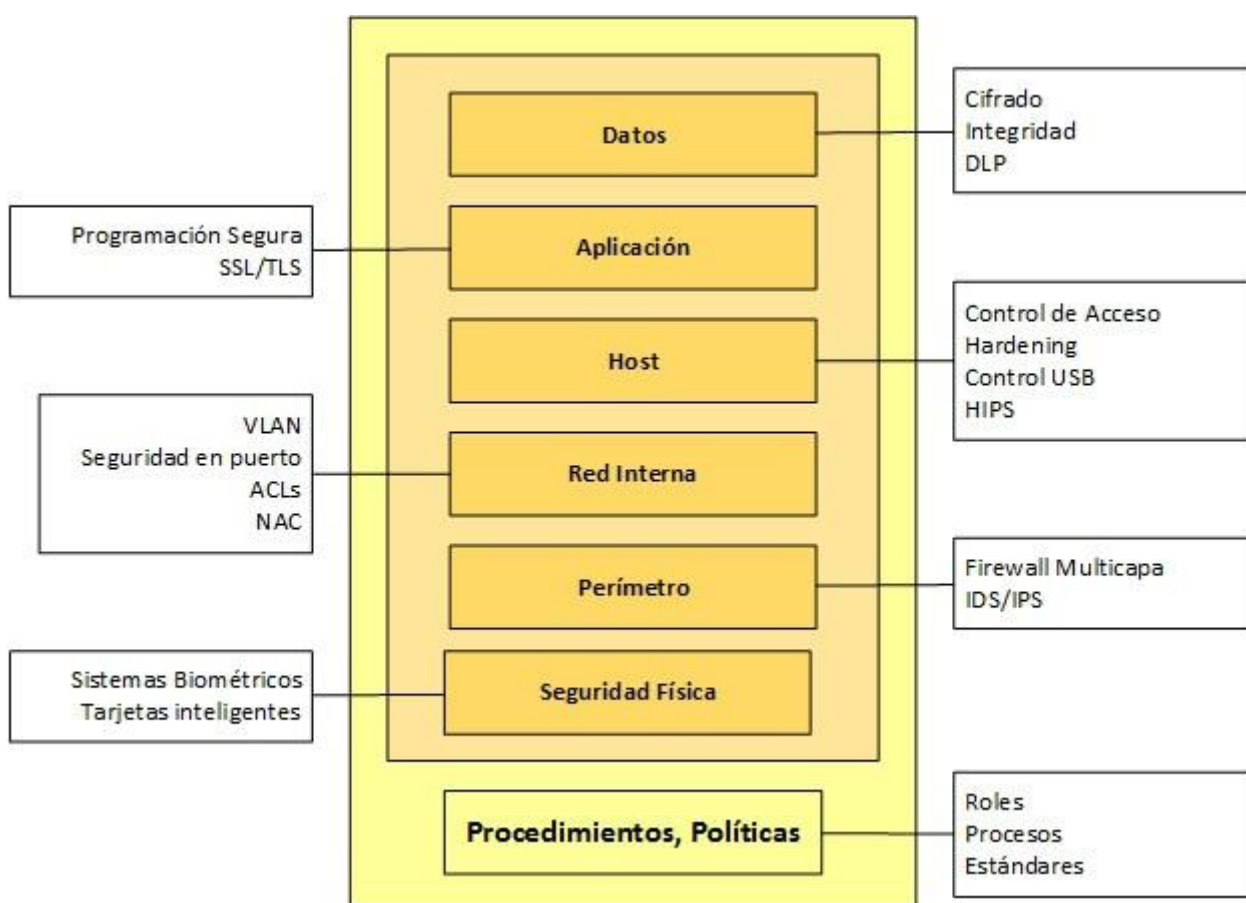 Datos
Cifrado
Integridad
DLP
Programación Segura
SSL/TLS
Aplicación
Host
Control de Acceso
Hardening
Control USB
HIPS
VLAN
Seguridad en puerto
ACLs
NAC
Red Interna
Perímetro
Firewall Multicapa
IDS/IPS
Sistemas Biométricos
Tarjetas inteligentes
Seguridad Física
Procedimientos, Políticas
Roles
Procesos
Estándares